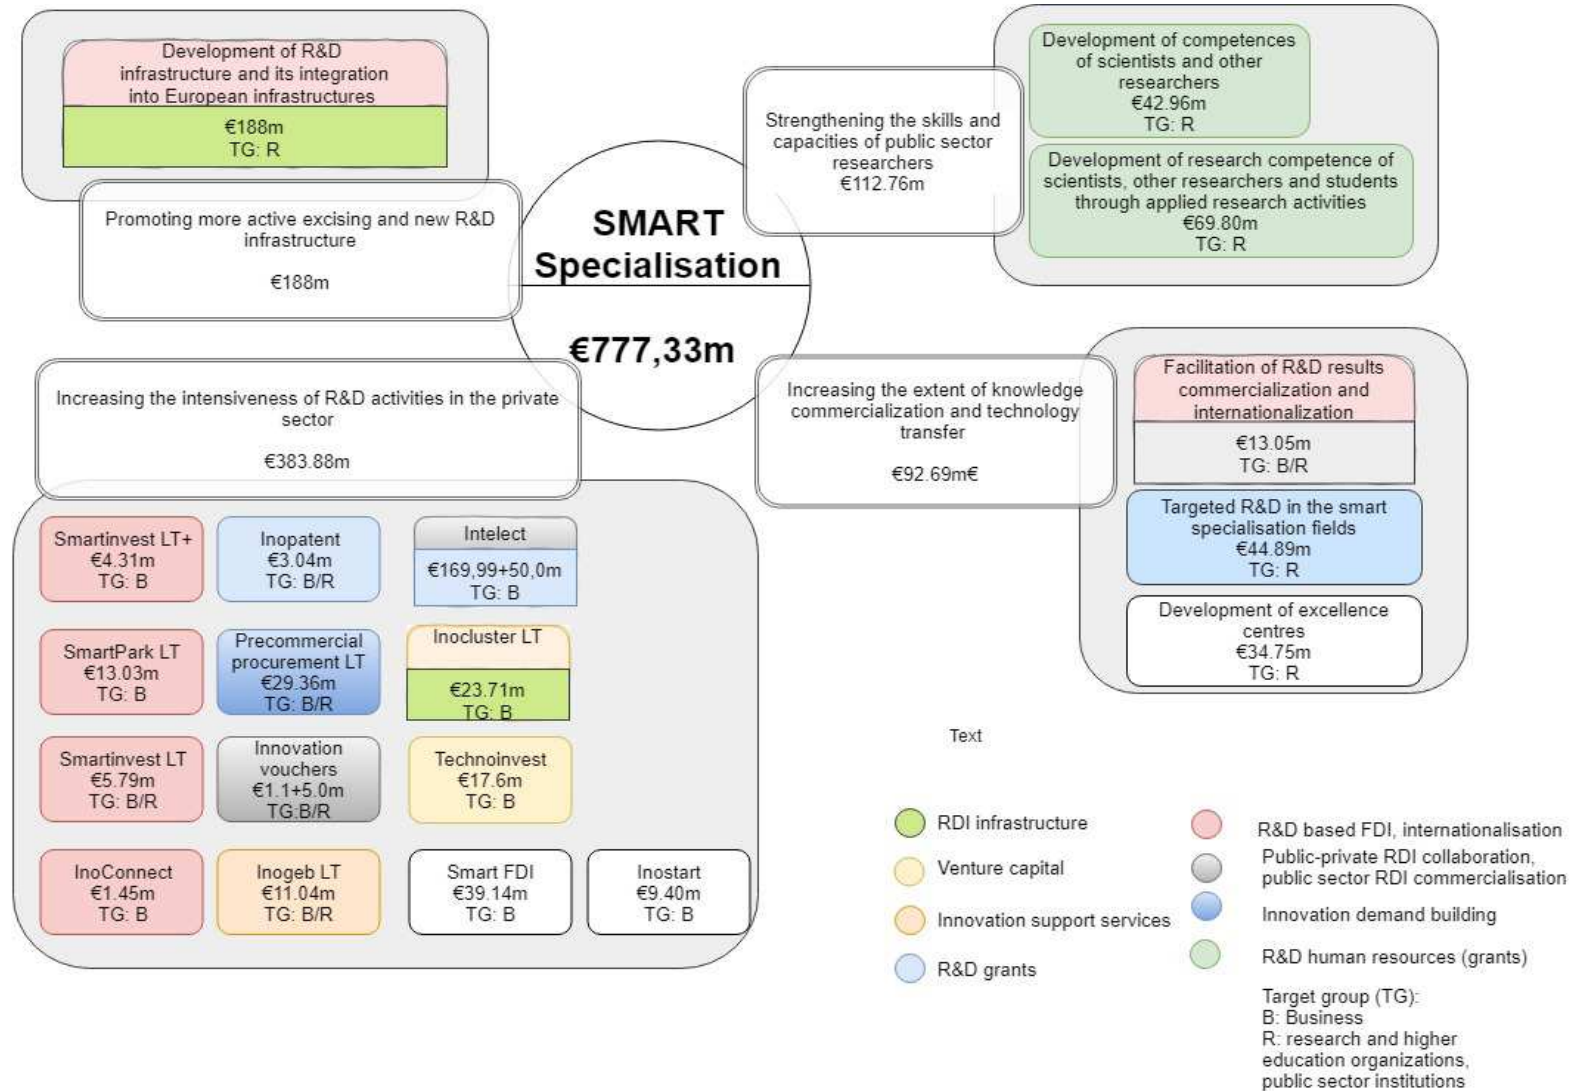 Development of R&D
infrastructure and its integration
into European infrastructures
€188m
TG: R
Promoting more active excising and new R&D
infrastructure
€188m
SMART
Specialisation
€777,33m
Strengthening the skills and
capacities of public sector
researchers
€112.76m
Development of competences
of scientists and other
researchers
€42.96m
TG: R
Development of research competence of
scientists, other researchers and students
through applied research activities
€69.80m
TG: R
Increasing the intensiveness of R&D activities in the private
sector
€383.88m
Increasing the extent of knowledge
commercialization and technology
transfer
€92.69m€
Facilitation of R&D results
commercialization and
internationalization
€13.05m
TG: B/R
Targeted R&D in the smart
specialisation fields
€44.89m
TG: R
Development of excellence
centres
€34.75m
TG: R
Smartinvest LT+
€4.31m
TG: B
Inopatent
€3.04m
TG: B/R
Intelect
€169,99+50,0m
TG: B
SmartPark LT
€13.03m
TG: B
Precommercial
procurement LT
€29.36m
TG: B/R
Inocluster LT
€23.71m
TG: B
Smartinvest LT
€5.79m
TG: B/R
Innovation
vouchers
€1.1+5.0m
TG:B/R
Technoinvest
€17.6m
TG: B
InoConnect
€1.45m
TG: B
Inogeb LT
€11.04m
TG: B/R
Smart FDI
€39.14m
TG: B
Inostart
€9.40m
TG: B
Text
RDI infrastructure
Venture capital
Innovation support services
R&D grants
R&D based FDI, internationalisation
Public-private RDI collaboration,
public sector RDI commercialisation
Innovation demand building
R&D human resources (grants)
Target group (TG):
B: Business
R: research and higher
education organizations,
public sector institutions